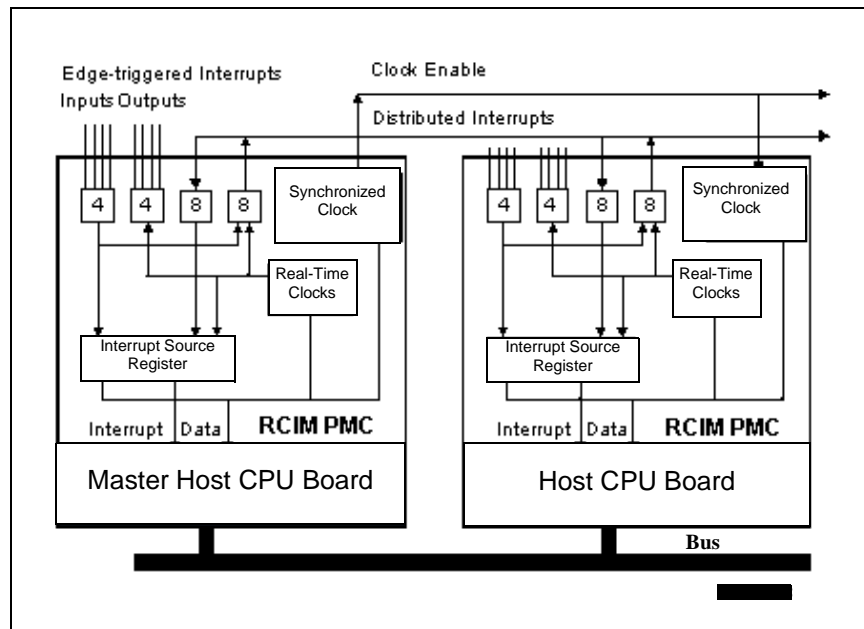 Edge-triggered Interrupts
Inputs Outputs
Clock Enable
Distributed Interrupts
4 4 8 8
Synchronized
Clock
Real-Time
Clocks
Interrupt Source
Register
Interrupt Data
RCIM PMC
Master Host CPU Board
4 4 8 8
Synchronized
Clock
Real-Time
Clocks
Interrupt Source
Register
Interrupt Data
RCIM PMC
Host CPU Board
Bus